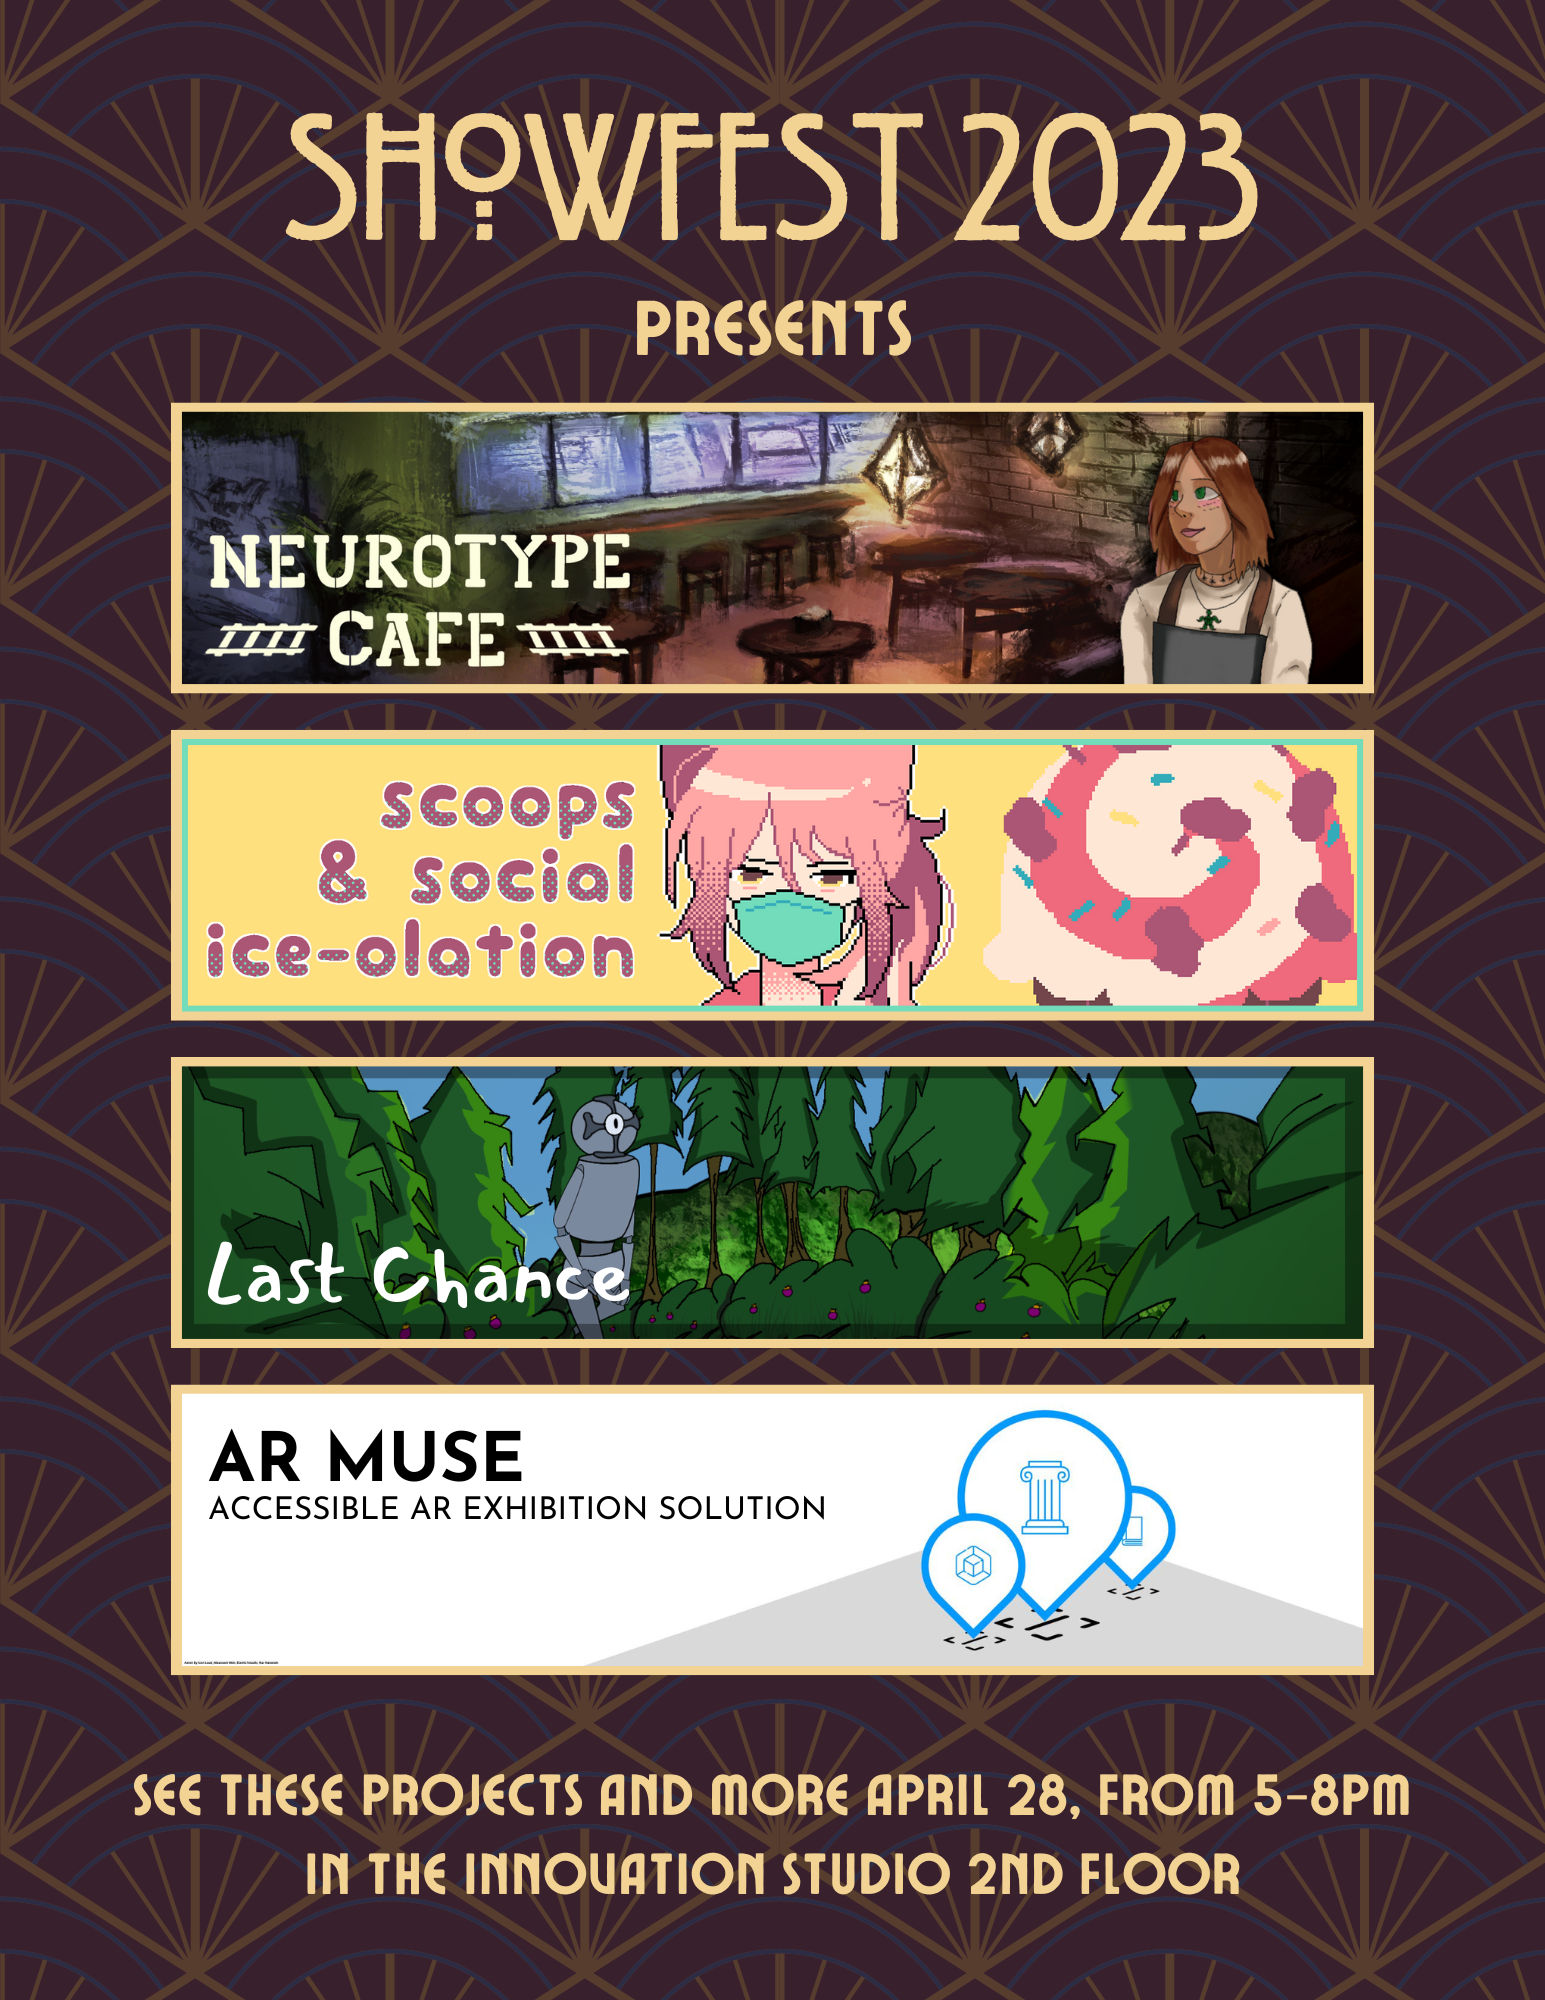 SHOWFEST 2023
PRESENTS
NEUROTYPE
CAFE
scoops
& social
ice-olation
Last Chance
AR MUSE
ACCESSIBLE AR EXHIBITION SOLUTION
SEE THESE PROJECTS AND MORE APRIL 28, FROM 5-8PM
IN THE INNOVATION STUDIO 2ND FLOOR